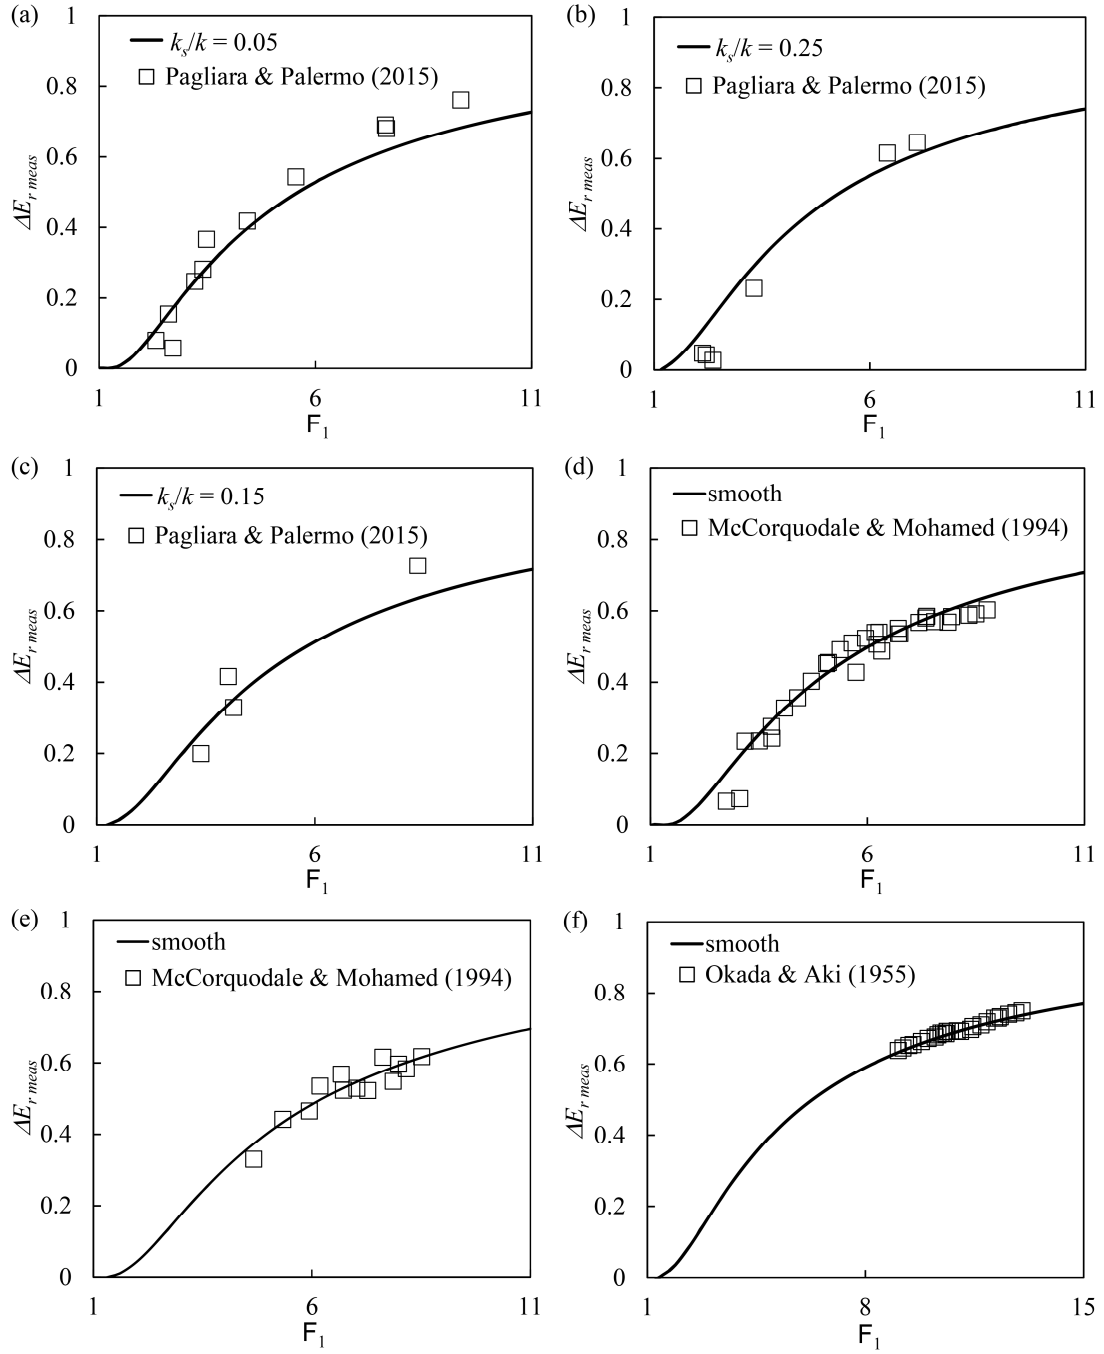 (a)
1
0.8
0.6
0.4
0.2
0
ΔE_r meas
k_s/k = 0.05
Pagliara & Palermo (2015)
1 6 11
F_1
(b)
1
0.8
0.6
0.4
0.2
0
ΔE_r meas
k_s/k = 0.25
Pagliara & Palermo (2015)
1 6 11
F_1
(c)
1
0.8
0.6
0.4
0.2
0
ΔE_r meas
k_s/k = 0.15
Pagliara & Palermo (2015)
1 6 11
F_1
(d)
1
0.8
0.6
0.4
0.2
0
ΔE_r meas
smooth
McCorquodale & Mohamed (1994)
1 6 11
F_1
(e)
1
0.8
0.6
0.4
0.2
0
ΔE_r meas
smooth
McCorquodale & Mohamed (1994)
1 6 11
F_1
(f)
1
0.8
0.6
0.4
0.2
0
ΔE_r meas
smooth
Okada & Aki (1955)
1 8 15
F_1